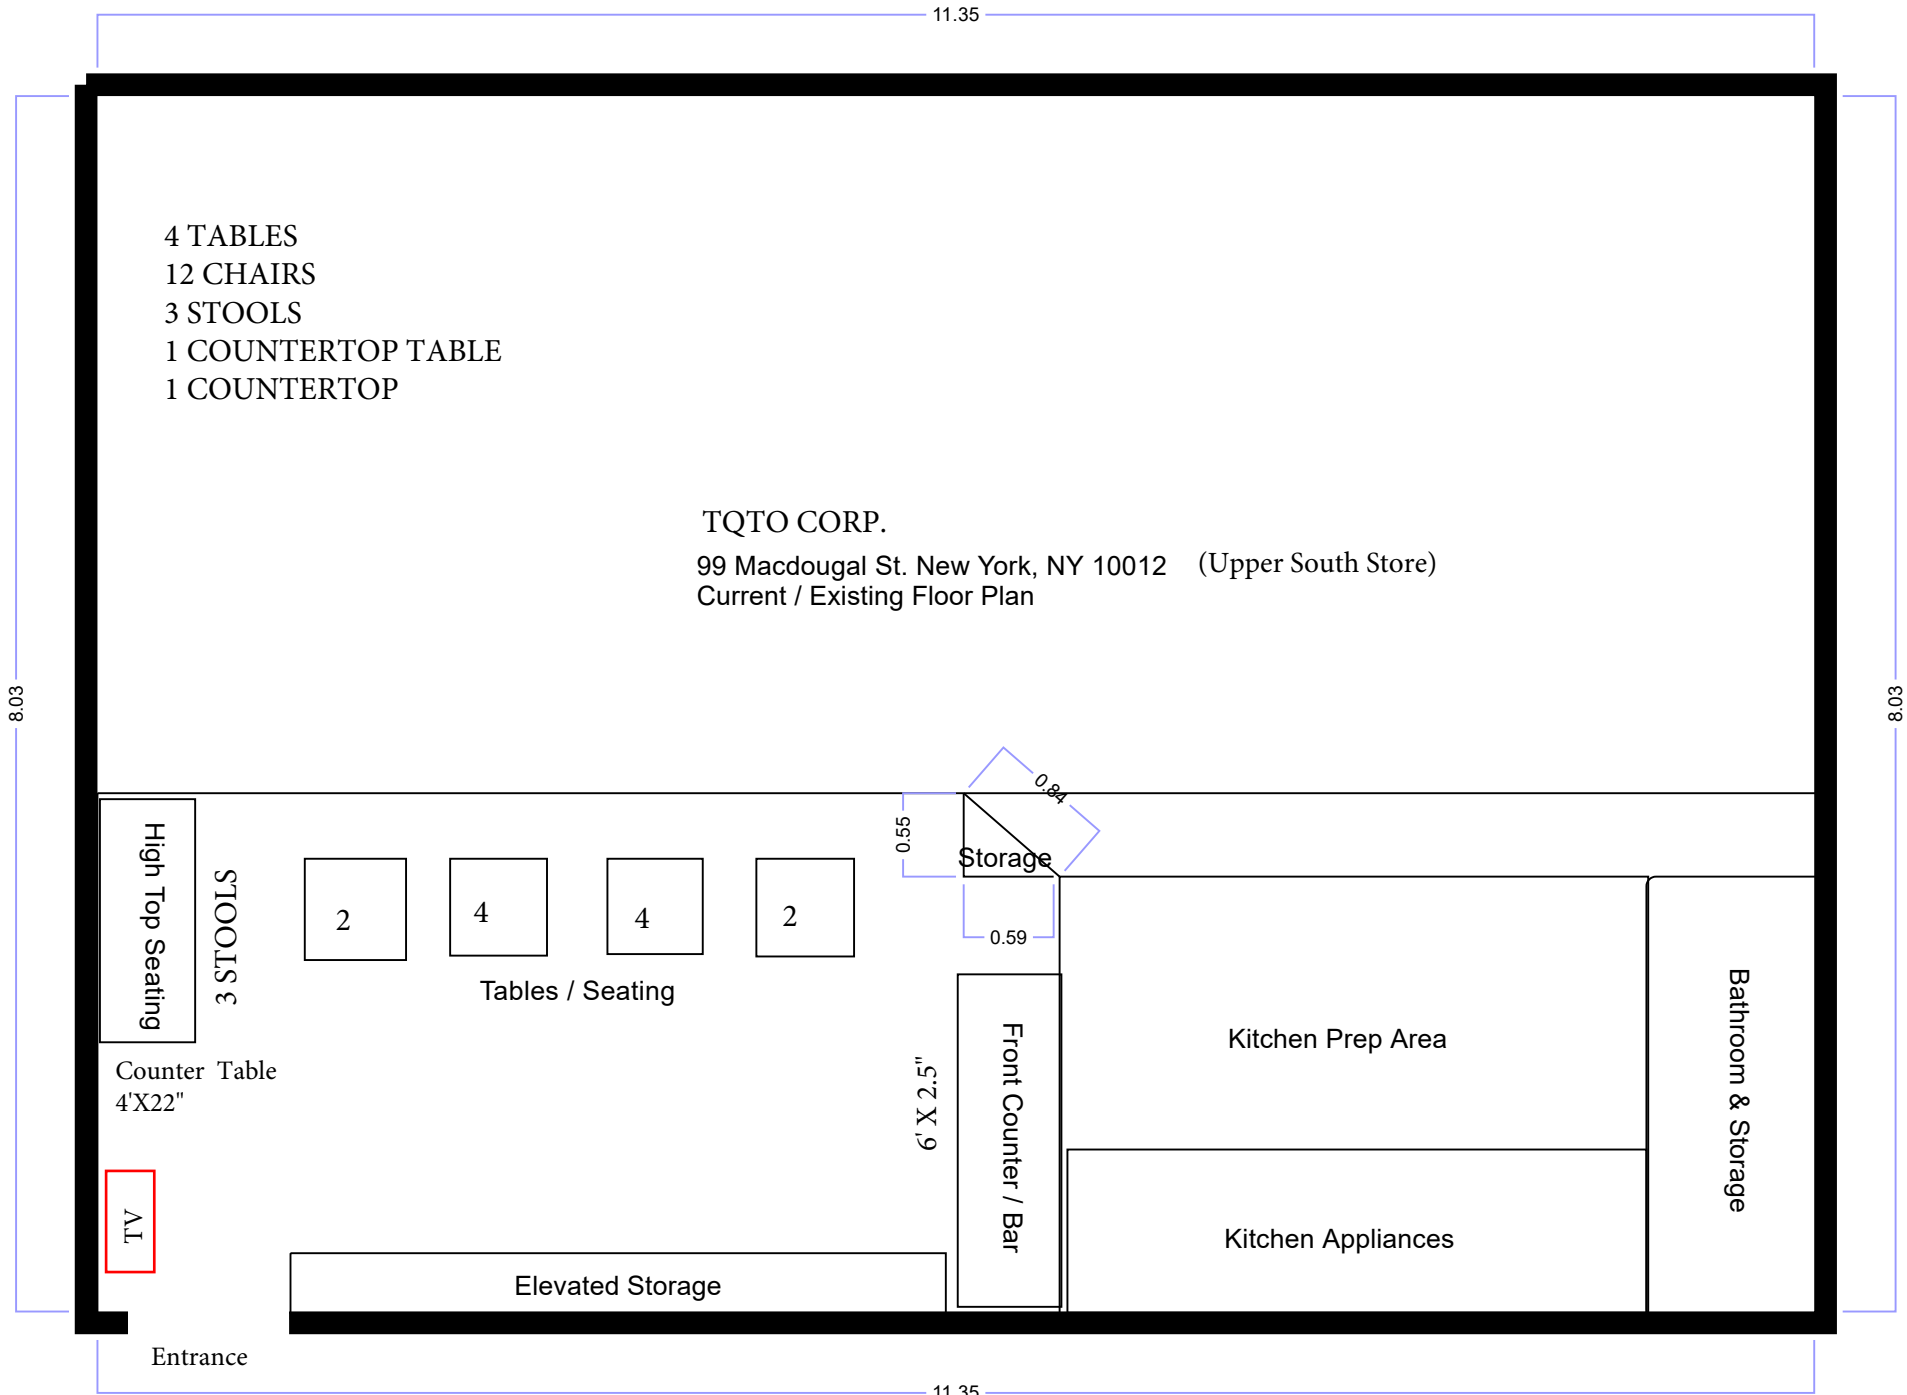 11.35
4 TABLES
12 CHAIRS
3 STOOLS
1 COUNTERTOP TABLE
1 COUNTERTOP
TQTO CORP.
99 Macdougal St. New York, NY 10012 (Upper South Store)
Current / Existing Floor Plan
8.03
8.03
0.84
0.55
Storage
0.59
High Top Seating
3 STOOLS
2
4
4
2
Tables / Seating
Counter Table
4'X22"
6' X 2.5"
Front Counter / Bar
Kitchen Prep Area
Bathroom & Storage
TV
Kitchen Appliances
Elevated Storage
Entrance
11.35